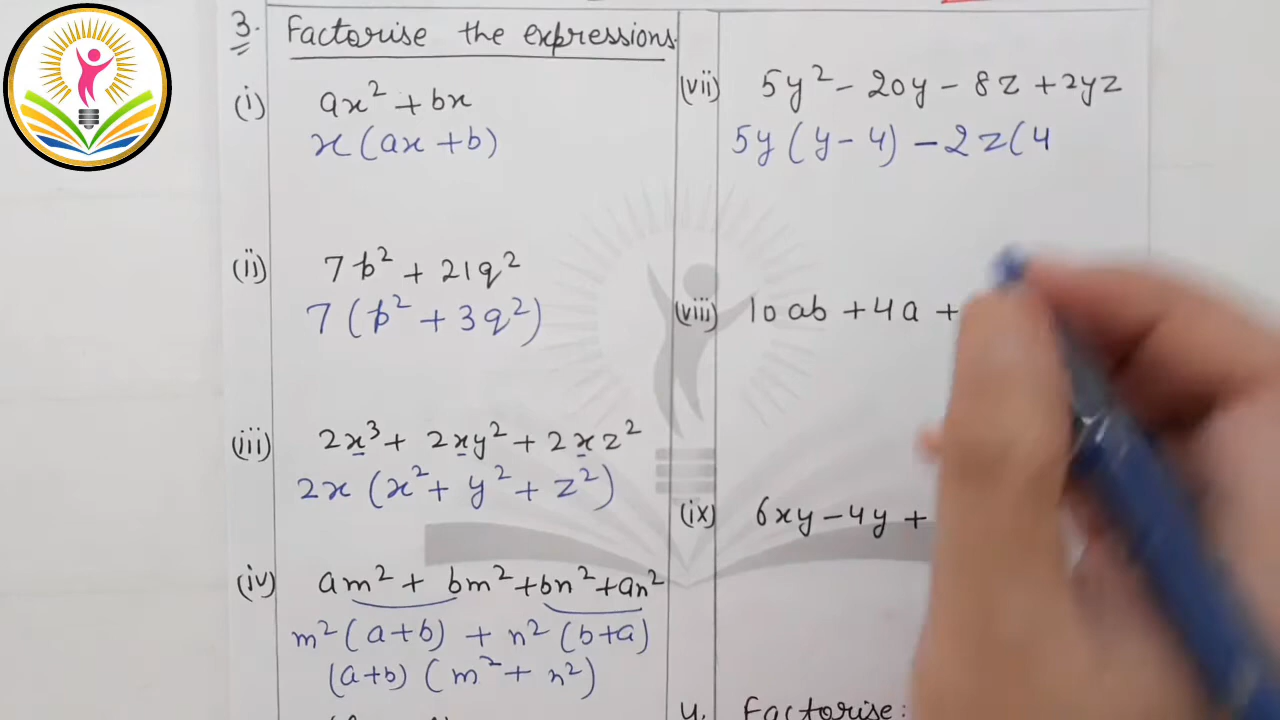 3. Factorise the expressions.
(i) ax² + bx
x (ax + b)
(ii) 7p² + 21q²
7 (p² + 3q²)
(iii) 2x³ + 2xy² + 2xz²
2x (x² + y² + z²)
(iv) am² + bm² + bn² + an²
m² (a+b) + n² (b+a)
(a+b) (m² + n²)
(vii) 5y² - 20y - 8z + 2yz
5y (y - 4) - 2z(4
(viii) 10ab + 4a +
(ix) 6xy - 4y +
4. Factorise: